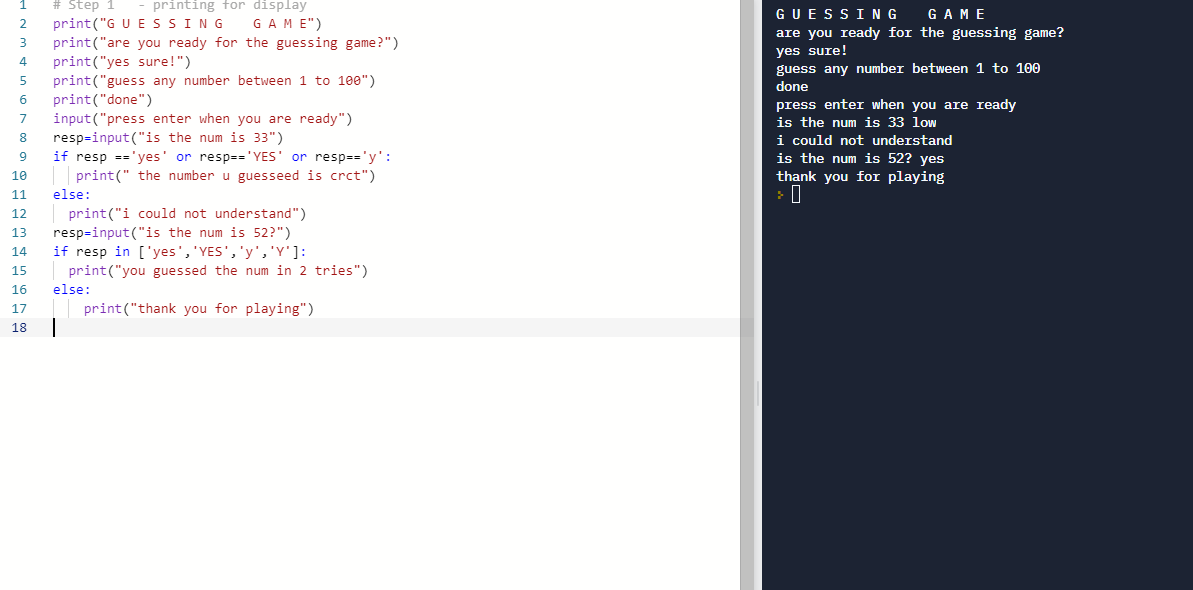 1 # Step 1   - printing for display
2 print("G U E S S I N G    G A M E")
3 print("are you ready for the guessing game?")
4 print("yes sure!")
5 print("guess any number between 1 to 100")
6 print("done")
7 input("press enter when you are ready")
8 resp=input("is the num is 33")
9 if resp =='yes' or resp=='YES' or resp=='y':
10    print(" the number u guesseed is crct")
11 else:
12   print("i could not understand")
13 resp=input("is the num is 52?")
14 if resp in ['yes','YES','y','Y']:
15   print("you guessed the num in 2 tries")
16 else:
17     print("thank you for playing")
18
G U E S S I N G    G A M E
are you ready for the guessing game?
yes sure!
guess any number between 1 to 100
done
press enter when you are ready
is the num is 33 low
i could not understand
is the num is 52? yes
thank you for playing
>